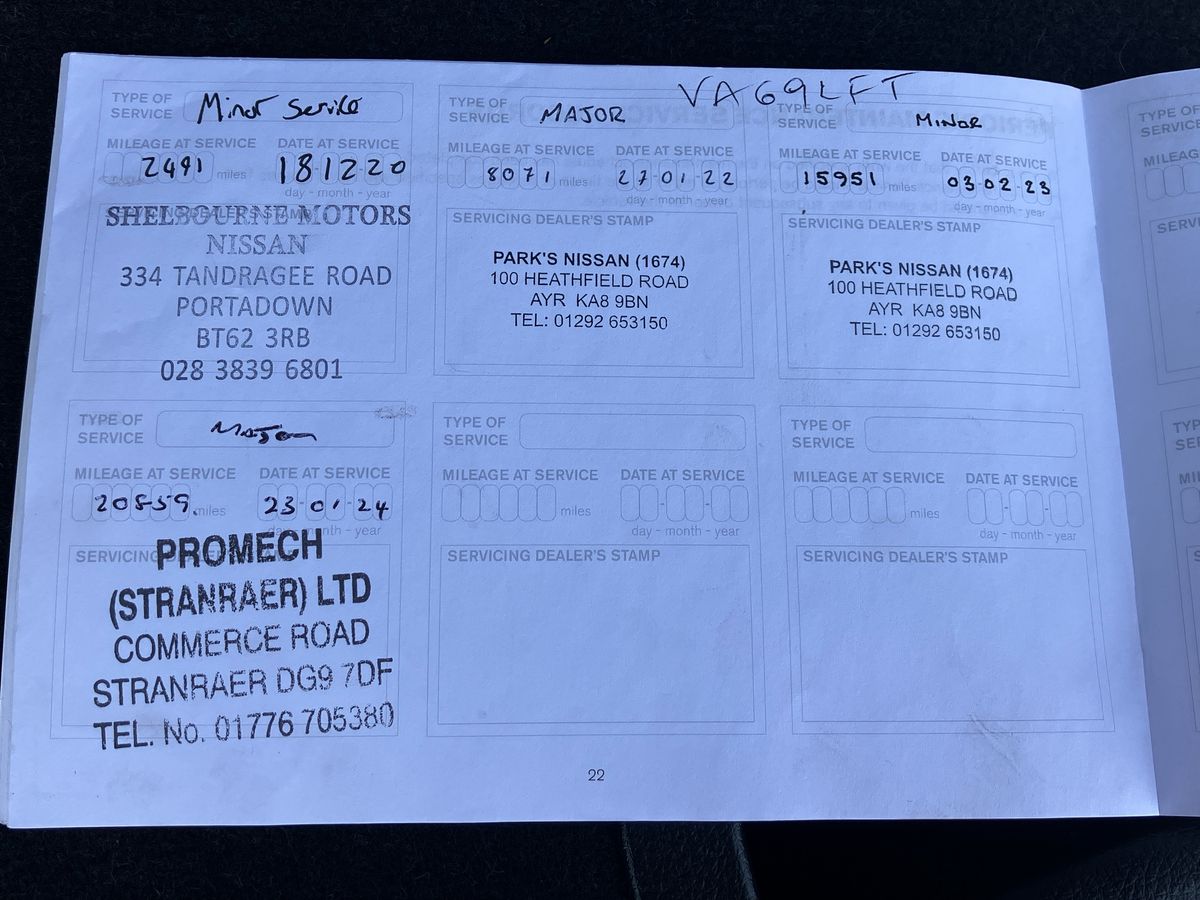 VA69LFT
TYPE OF SERVICE Minor Service
MILEAGE AT SERVICE DATE AT SERVICE
2491 miles 18 12 20
day - month - year
SHELBOURNE MOTORS
NISSAN
334 TANDRAGEE ROAD
PORTADOWN
BT62 3RB
028 3839 6801
TYPE OF SERVICE MAJOR
MILEAGE AT SERVICE DATE AT SERVICE
8071 miles 27-01-22
day - month - year
SERVICING DEALER'S STAMP
PARK'S NISSAN (1674)
100 HEATHFIELD ROAD
AYR KA8 9BN
TEL: 01292 653150
TYPE OF SERVICE MINOR
MILEAGE AT SERVICE DATE AT SERVICE
15951 miles 03-02-23
day - month - year
SERVICING DEALER'S STAMP
PARK'S NISSAN (1674)
100 HEATHFIELD ROAD
AYR KA8 9BN
TEL: 01292 653150
TYPE OF SERVICE Major
MILEAGE AT SERVICE DATE AT SERVICE
20859 miles 23-01-24
day - month - year
SERVICING
PROMECH
(STRANRAER) LTD
COMMERCE ROAD
STRANRAER DG9 7DF
TEL. No. 01776 705380
TYPE OF SERVICE
MILEAGE AT SERVICE DATE AT SERVICE
miles
day - month - year
SERVICING DEALER'S STAMP
TYPE OF SERVICE
MILEAGE AT SERVICE DATE AT SERVICE
miles
day - month - year
SERVICING DEALER'S STAMP
22